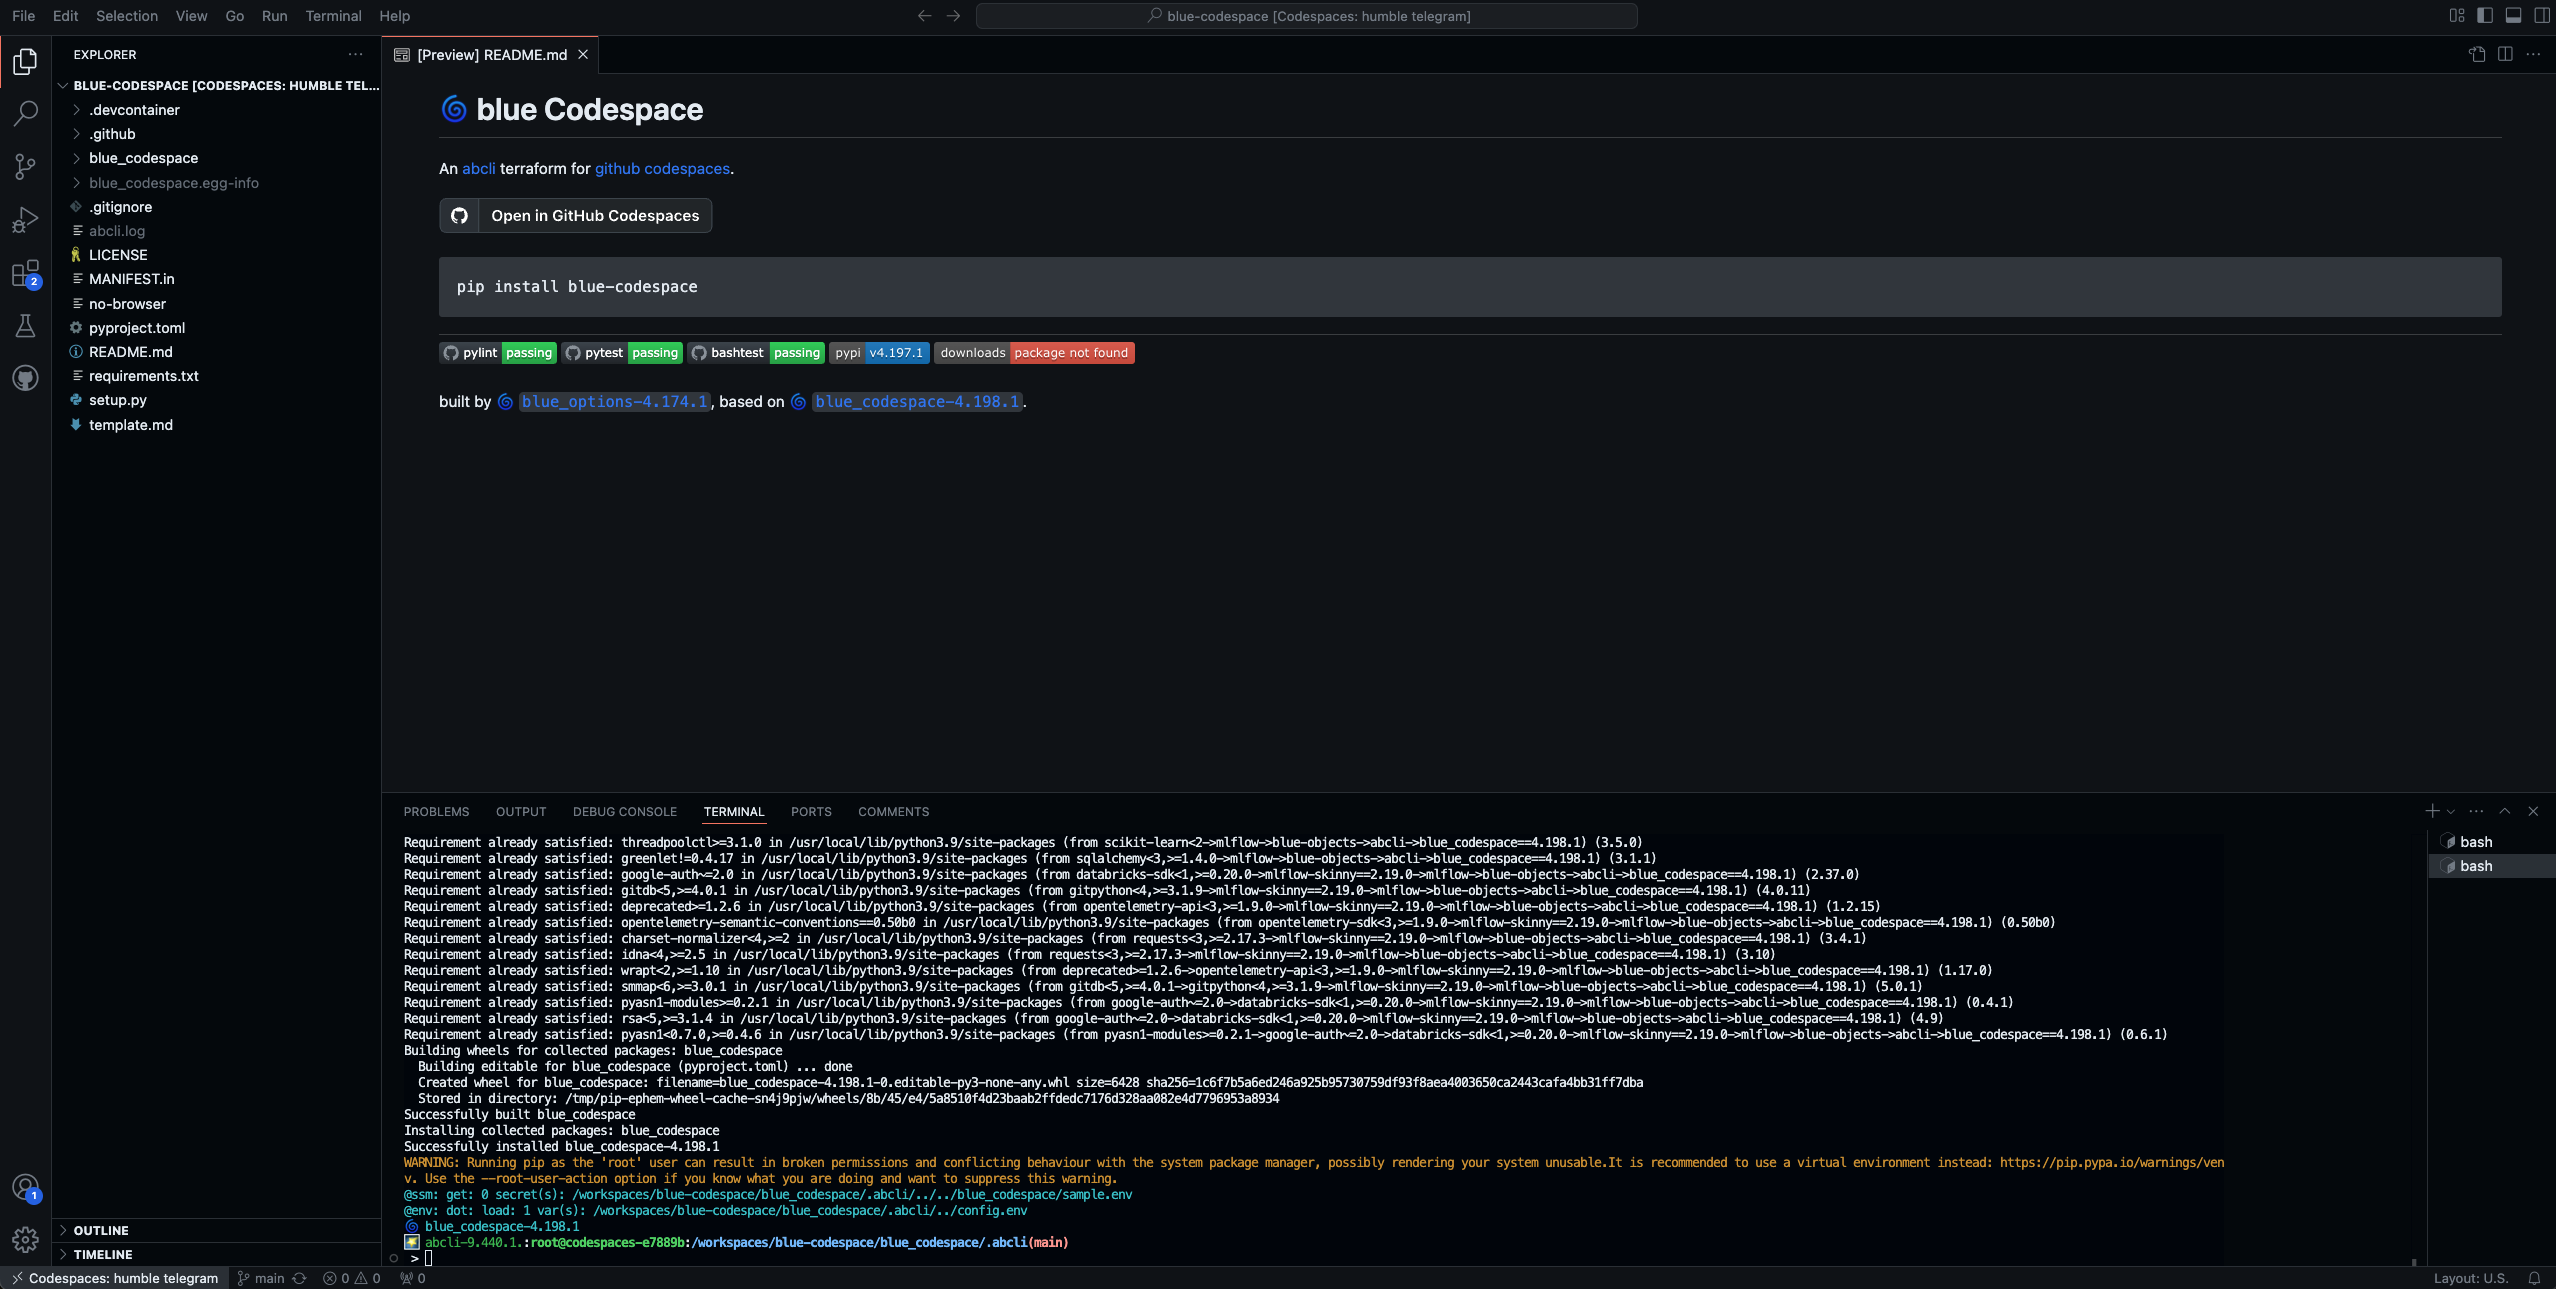 File Edit Selection View Go Run Terminal Help
blue-codespace [Codespaces: humble telegram]
EXPLORER
BLUE-CODESPACE [CODESPACES: HUMBLE TEL...
.devcontainer
.github
blue_codespace
blue_codespace.egg-info
.gitignore
abcli.log
LICENSE
MANIFEST.in
no-browser
pyproject.toml
README.md
requirements.txt
setup.py
template.md
2
1
OUTLINE
TIMELINE
[Preview] README.md
blue Codespace
An abcli terraform for github codespaces.
Open in GitHub Codespaces
pip install blue-codespace
pylint passing pytest passing bashtest passing pypi v4.197.1 downloads package not found
built by blue_options-4.174.1, based on blue_codespace-4.198.1.
PROBLEMS OUTPUT DEBUG CONSOLE TERMINAL PORTS COMMENTS
Requirement already satisfied: threadpoolctl>=3.1.0 in /usr/local/lib/python3.9/site-packages (from scikit-learn<2->mlflow->blue-objects->abcli->blue_codespace==4.198.1) (3.5.0)
Requirement already satisfied: greenlet!=0.4.17 in /usr/local/lib/python3.9/site-packages (from sqlalchemy<3,>=1.4.0->mlflow->blue-objects->abcli->blue_codespace==4.198.1) (3.1.1)
Requirement already satisfied: google-auth~=2.0 in /usr/local/lib/python3.9/site-packages (from databricks-sdk<1,>=0.20.0->mlflow-skinny==2.19.0->mlflow->blue-objects->abcli->blue_codespace==4.198.1) (2.37.0)
Requirement already satisfied: gitdb<5,>=4.0.1 in /usr/local/lib/python3.9/site-packages (from gitpython<4,>=3.1.9->mlflow-skinny==2.19.0->mlflow->blue-objects->abcli->blue_codespace==4.198.1) (4.0.11)
Requirement already satisfied: deprecated>=1.2.6 in /usr/local/lib/python3.9/site-packages (from opentelemetry-api<3,>=1.9.0->mlflow-skinny==2.19.0->mlflow->blue-objects->abcli->blue_codespace==4.198.1) (1.2.15)
Requirement already satisfied: opentelemetry-semantic-conventions==0.50b0 in /usr/local/lib/python3.9/site-packages (from opentelemetry-sdk<3,>=1.9.0->mlflow-skinny==2.19.0->mlflow->blue-objects->abcli->blue_codespace==4.198.1) (0.50b0)
Requirement already satisfied: charset-normalizer<4,>=2 in /usr/local/lib/python3.9/site-packages (from requests<3,>=2.17.3->mlflow-skinny==2.19.0->mlflow->blue-objects->abcli->blue_codespace==4.198.1) (3.4.1)
Requirement already satisfied: idna<4,>=2.5 in /usr/local/lib/python3.9/site-packages (from requests<3,>=2.17.3->mlflow-skinny==2.19.0->mlflow->blue-objects->abcli->blue_codespace==4.198.1) (3.10)
Requirement already satisfied: wrapt<2,>=1.10 in /usr/local/lib/python3.9/site-packages (from deprecated>=1.2.6->opentelemetry-api<3,>=1.9.0->mlflow-skinny==2.19.0->mlflow->blue-objects->abcli->blue_codespace==4.198.1) (1.17.0)
Requirement already satisfied: smmap<6,>=3.0.1 in /usr/local/lib/python3.9/site-packages (from gitdb<5,>=4.0.1->gitpython<4,>=3.1.9->mlflow-skinny==2.19.0->mlflow->blue-objects->abcli->blue_codespace==4.198.1) (5.0.1)
Requirement already satisfied: pyasn1-modules>=0.2.1 in /usr/local/lib/python3.9/site-packages (from google-auth~=2.0->databricks-sdk<1,>=0.20.0->mlflow-skinny==2.19.0->mlflow->blue-objects->abcli->blue_codespace==4.198.1) (0.4.1)
Requirement already satisfied: rsa<5,>=3.1.4 in /usr/local/lib/python3.9/site-packages (from google-auth~=2.0->databricks-sdk<1,>=0.20.0->mlflow-skinny==2.19.0->mlflow->blue-objects->abcli->blue_codespace==4.198.1) (4.9)
Requirement already satisfied: pyasn1<0.7.0,>=0.4.6 in /usr/local/lib/python3.9/site-packages (from pyasn1-modules>=0.2.1->google-auth~=2.0->databricks-sdk<1,>=0.20.0->mlflow-skinny==2.19.0->mlflow->blue-objects->abcli->blue_codespace==4.198.1) (0.6.1)
Building wheels for collected packages: blue_codespace
Building editable for blue_codespace (pyproject.toml) ... done
Created wheel for blue_codespace: filename=blue_codespace-4.198.1-0.editable-py3-none-any.whl size=6428 sha256=1c6f7b5a6ed246a925b95730759df93f8aea4003650ca2443cafa4bb31ff7dba
Stored in directory: /tmp/pip-ephem-wheel-cache-sn4j9pjw/wheels/8b/45/e4/5a8510f4d23baab2ffdedc7176d328aa082e4d7796953a8934
Successfully built blue_codespace
Installing collected packages: blue_codespace
Successfully installed blue_codespace-4.198.1
WARNING: Running pip as the 'root' user can result in broken permissions and conflicting behaviour with the system package manager, possibly rendering your system unusable.It is recommended to use a virtual environment instead: https://pip.pypa.io/warnings/ven
v. Use the --root-user-action option if you know what you are doing and want to suppress this warning.
@ssm: get: 0 secret(s): /workspaces/blue-codespace/blue_codespace/.abcli/../../blue_codespace/sample.env
@env: dot: load: 1 var(s): /workspaces/blue-codespace/blue_codespace/.abcli/../config.env
blue_codespace-4.198.1
abcli-9.440.1.:root@codespaces-e7889b:/workspaces/blue-codespace/blue_codespace/.abcli(main)
>
bash
bash
Codespaces: humble telegram main 0 0 0 Layout: U.S.